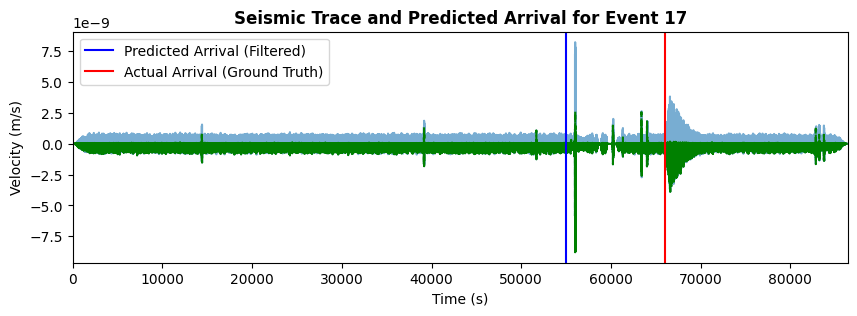 Seismic Trace and Predicted Arrival for Event 17
1e−9
Predicted Arrival (Filtered)
Actual Arrival (Ground Truth)
7.5
5.0
2.5
0.0
−2.5
−5.0
−7.5
Velocity (m/s)
0 10000 20000 30000 40000 50000 60000 70000 80000
Time (s)